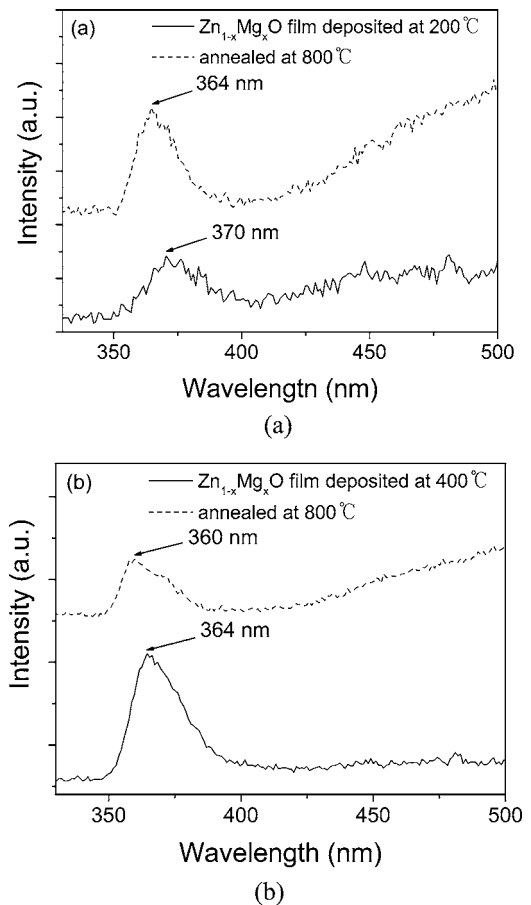 (a)
Zn1-xMgxO film deposited at 200℃
annealed at 800℃
364 nm
370 nm
Intensity (a.u.)
350 400 450 500
Wavelengtn (nm)
(a)
(b)
Zn1-xMgxO film deposited at 400℃
annealed at 800℃
360 nm
364 nm
Intensity (a.u.)
350 400 450 500
Wavelength (nm)
(b)